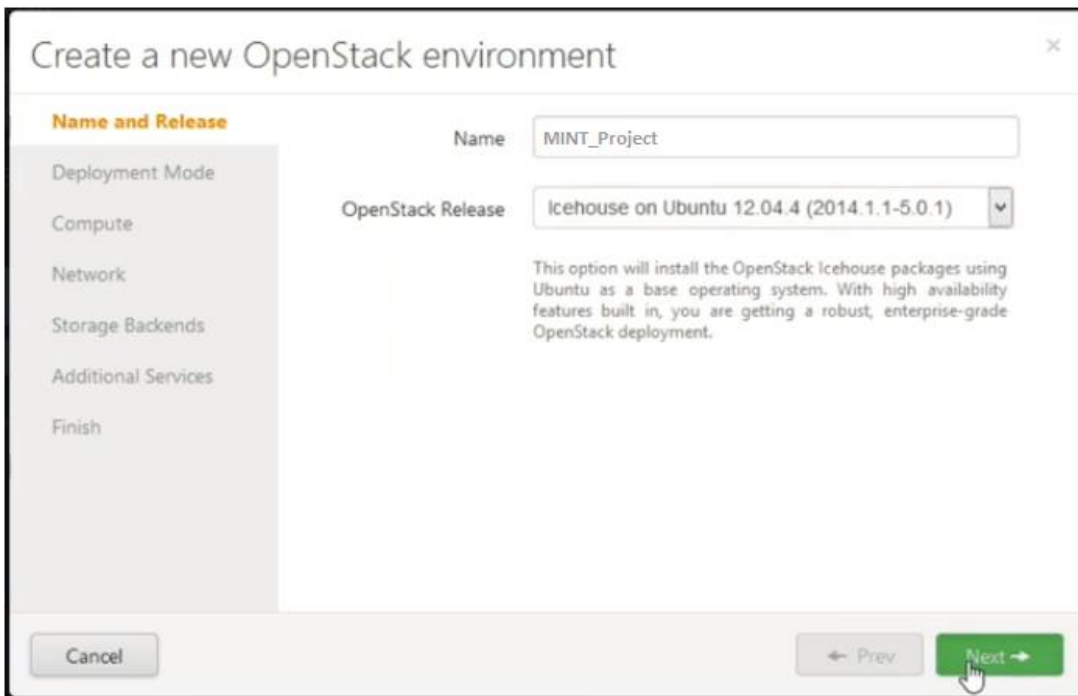 Create a new OpenStack environment
×
Name and Release
Deployment Mode
Compute
Network
Storage Backends
Additional Services
Finish
Name
MINT_Project
OpenStack Release
Icehouse on Ubuntu 12.04.4 (2014.1.1-5.0.1)
This option will install the OpenStack Icehouse packages using
Ubuntu as a base operating system. With high availability
features built in, you are getting a robust, enterprise-grade
OpenStack deployment.
Cancel
← Prev
Next →